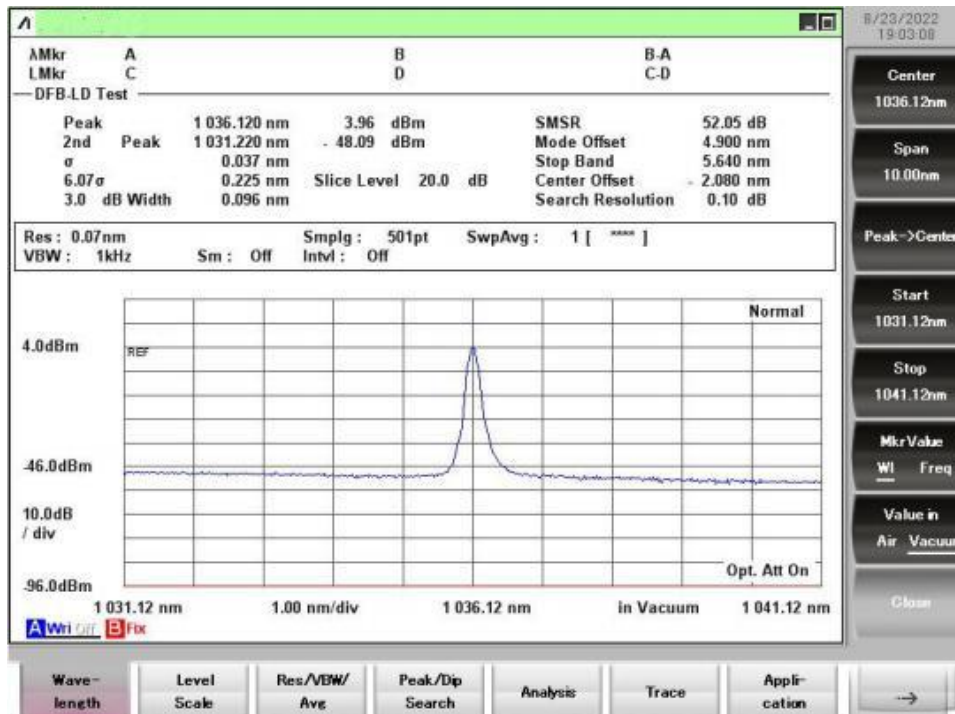 8/23/2022
19:03:08
λMkr A B B-A
LMkr C D C-D
DFB-LD Test
Peak 1 036.120 nm 3.96 dBm SMSR 52.05 dB
2nd Peak 1 031.220 nm - 48.09 dBm Mode Offset 4.900 nm
σ 0.037 nm Stop Band 5.640 nm
6.07σ 0.225 nm Slice Level 20.0 dB Center Offset - 2.080 nm
3.0 dB Width 0.096 nm Search Resolution 0.10 dB
Res : 0.07nm Smplg : 501pt SwpAvg : 1 [ **** ]
VBW : 1kHz Sm : Off Intvl : Off
Normal
4.0dBm
REF
-46.0dBm
10.0dB
/ div
Opt. Att On
-96.0dBm
1 031.12 nm 1.00 nm/div 1 036.12 nm in Vacuum 1 041.12 nm
A Wri Off B Fix
Center
1036.12nm
Span
10.00nm
Peak->Center
Start
1031.12nm
Stop
1041.12nm
Mkr Value
Wl Freq
Value in
Air Vacuum
Close
Wave-
length
Level
Scale
Res/VBW/
Avg
Peak/Dip
Search
Analysis
Trace
Appli-
cation